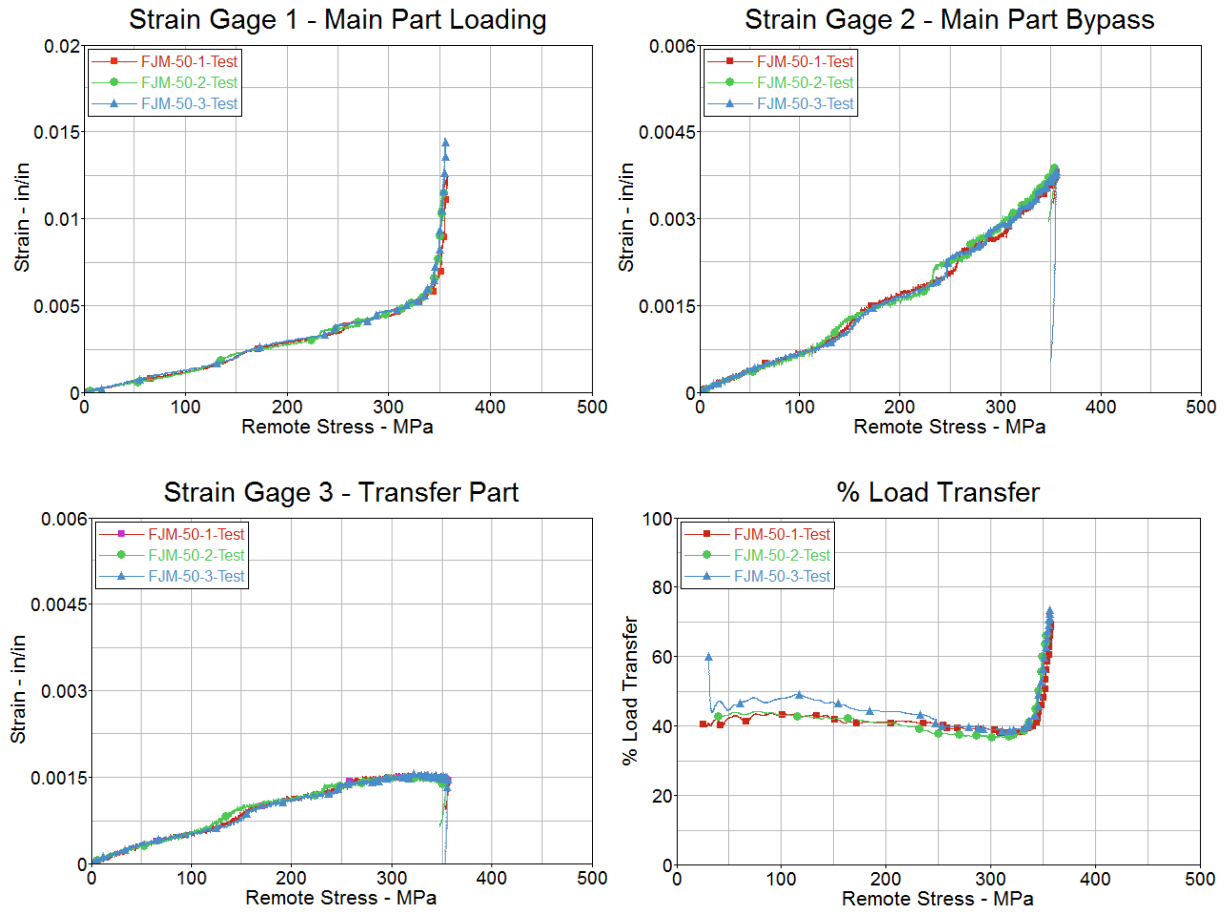 Strain Gage 1 - Main Part Loading
Strain - in/in
0.02
0.015
0.01
0.005
0
FJM-50-1-Test
FJM-50-2-Test
FJM-50-3-Test
0 100 200 300 400 500
Remote Stress - MPa
Strain Gage 2 - Main Part Bypass
Strain - in/in
0.006
0.0045
0.003
0.0015
0
FJM-50-1-Test
FJM-50-2-Test
FJM-50-3-Test
0 100 200 300 400 500
Remote Stress - MPa
Strain Gage 3 - Transfer Part
Strain - in/in
0.006
0.0045
0.003
0.0015
0
FJM-50-1-Test
FJM-50-2-Test
FJM-50-3-Test
0 100 200 300 400 500
Remote Stress - MPa
% Load Transfer
% Load Transfer
100
80
60
40
20
0
FJM-50-1-Test
FJM-50-2-Test
FJM-50-3-Test
0 100 200 300 400 500
Remote Stress - MPa